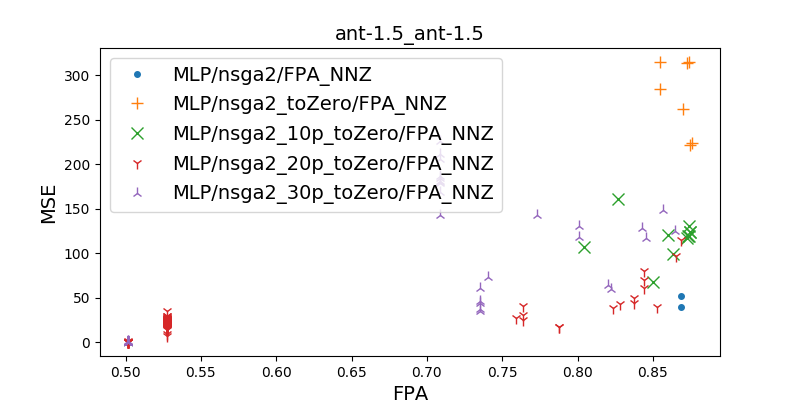 ant-1.5_ant-1.5
MLP/nsga2/FPA_NNZ
MLP/nsga2_toZero/FPA_NNZ
MLP/nsga2_10p_toZero/FPA_NNZ
MLP/nsga2_20p_toZero/FPA_NNZ
MLP/nsga2_30p_toZero/FPA_NNZ
MSE
300
250
200
150
100
50
0
0.50 0.55 0.60 0.65 0.70 0.75 0.80 0.85
FPA